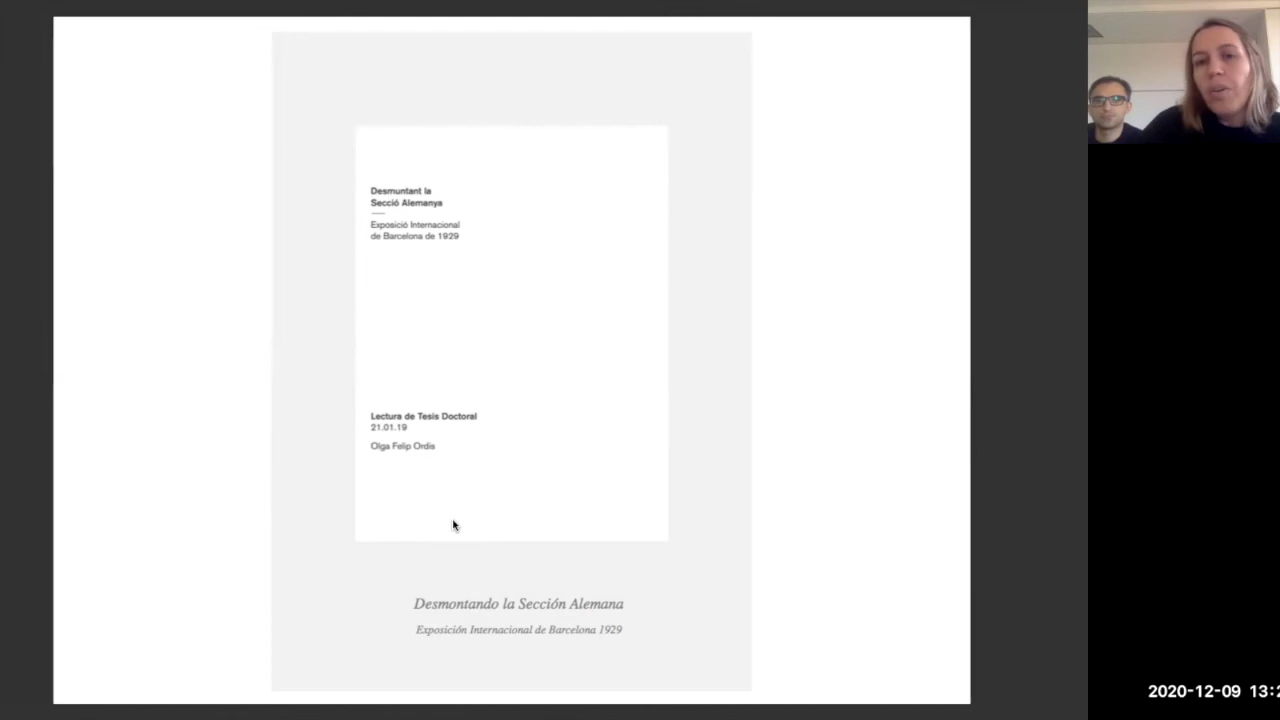 Desmuntant la
Secció Alemanya
Exposició Internacional
de Barcelona de 1929
Lectura de Tesis Doctoral
21.01.19
Olga Felip Ordis
Desmontando la Sección Alemana
Exposición Internacional de Barcelona 1929
2020-12-09 13:2